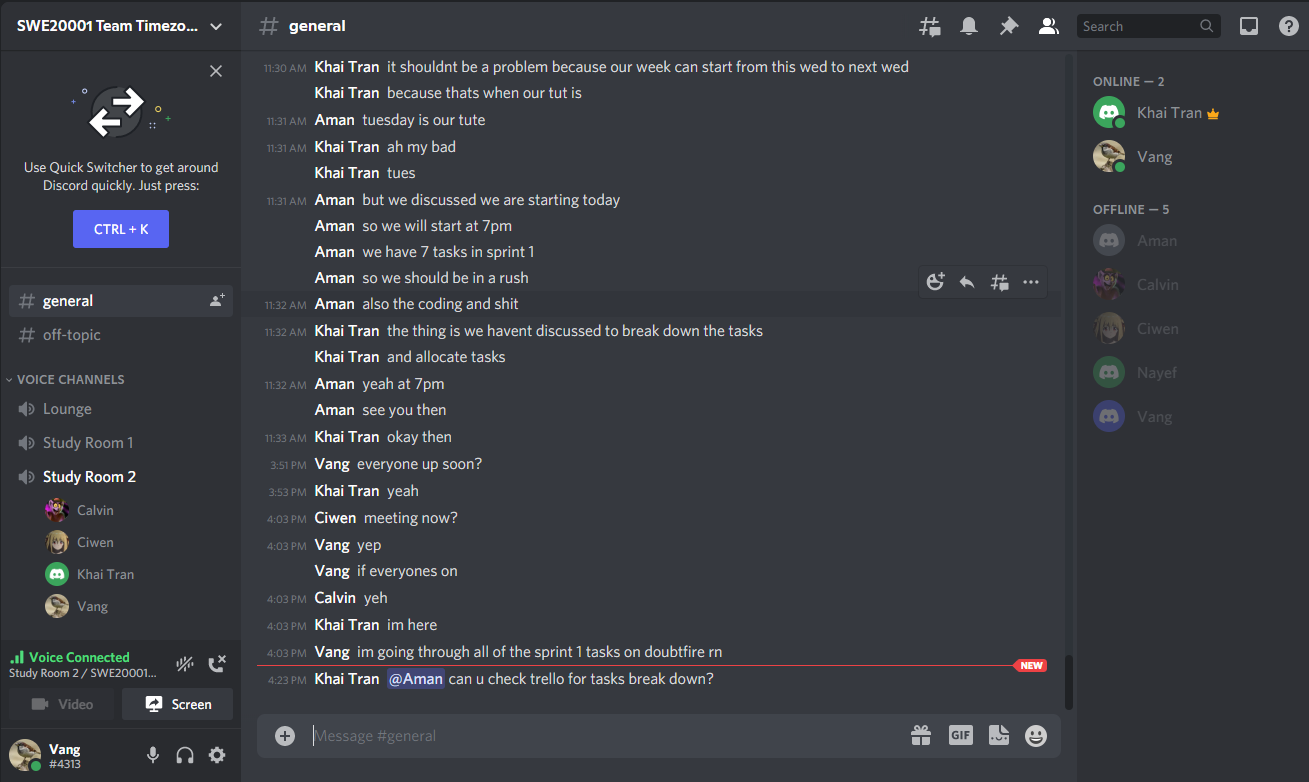 SWE20001 Team Timezo...
Use Quick Switcher to get around
Discord quickly. Just press:
CTRL + K
general
off-topic
VOICE CHANNELS
Lounge
Study Room 1
Study Room 2
Calvin
Ciwen
Khai Tran
Vang
Voice Connected
Study Room 2 / SWE20001...
Video
Screen
Vang
#4313
# general
Search
11:30 AM Khai Tran it shouldnt be a problem because our week can start from this wed to next wed
Khai Tran because thats when our tut is
11:31 AM Aman tuesday is our tute
11:31 AM Khai Tran ah my bad
Khai Tran tues
11:31 AM Aman but we discussed we are starting today
Aman so we will start at 7pm
Aman we have 7 tasks in sprint 1
Aman so we should be in a rush
11:32 AM Aman also the coding and shit
11:32 AM Khai Tran the thing is we havent discussed to break down the tasks
Khai Tran and allocate tasks
11:32 AM Aman yeah at 7pm
Aman see you then
11:33 AM Khai Tran okay then
3:51 PM Vang everyone up soon?
3:53 PM Khai Tran yeah
4:03 PM Ciwen meeting now?
4:03 PM Vang yep
Vang if everyones on
4:03 PM Calvin yeh
4:03 PM Khai Tran im here
4:03 PM Vang im going through all of the sprint 1 tasks on doubtfire rn
NEW
4:23 PM Khai Tran @Aman can u check trello for tasks break down?
Message #general
GIF
ONLINE — 2
Khai Tran
Vang
OFFLINE — 5
Aman
Calvin
Ciwen
Nayef
Vang